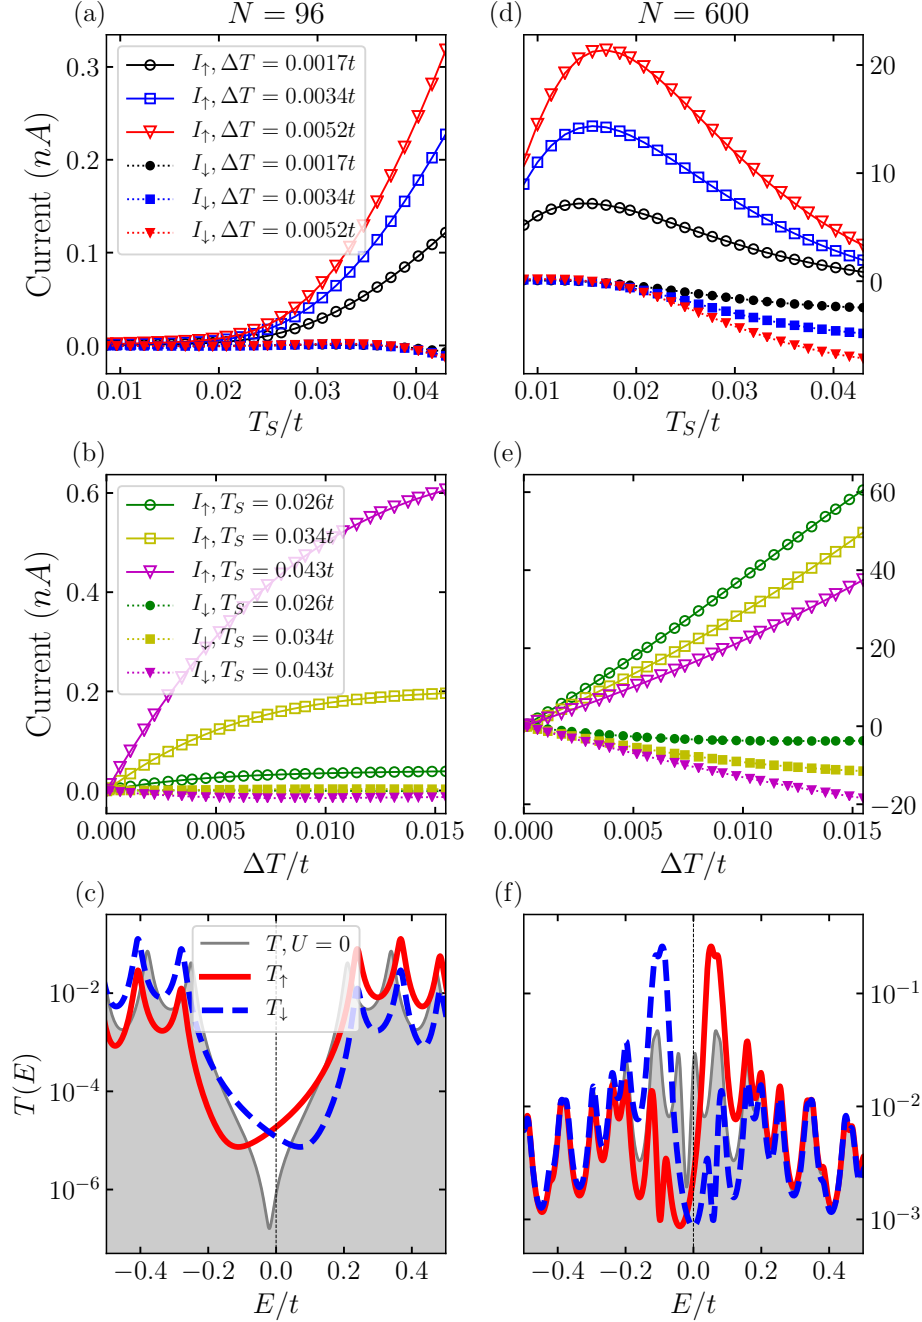 (a)
N = 96
0.3
0.2
0.1
0.0
Current (nA)
I↑, ΔT = 0.0017t
I↑, ΔT = 0.0034t
I↑, ΔT = 0.0052t
I↓, ΔT = 0.0017t
I↓, ΔT = 0.0034t
I↓, ΔT = 0.0052t
0.01 0.02 0.03 0.04
T_S/t
(d)
N = 600
20
10
0
0.01 0.02 0.03 0.04
T_S/t
(b)
0.6
0.4
0.2
0.0
Current (nA)
I↑, T_S = 0.026t
I↑, T_S = 0.034t
I↑, T_S = 0.043t
I↓, T_S = 0.026t
I↓, T_S = 0.034t
I↓, T_S = 0.043t
0.000 0.005 0.010 0.015
ΔT/t
(e)
60
40
20
0
−20
0.000 0.005 0.010 0.015
ΔT/t
(c)
10⁻²
10⁻⁴
10⁻⁶
T(E)
T, U = 0
T↑
T↓
−0.4 −0.2 0.0 0.2 0.4
E/t
(f)
10⁻¹
10⁻²
10⁻³
−0.4 −0.2 0.0 0.2 0.4
E/t